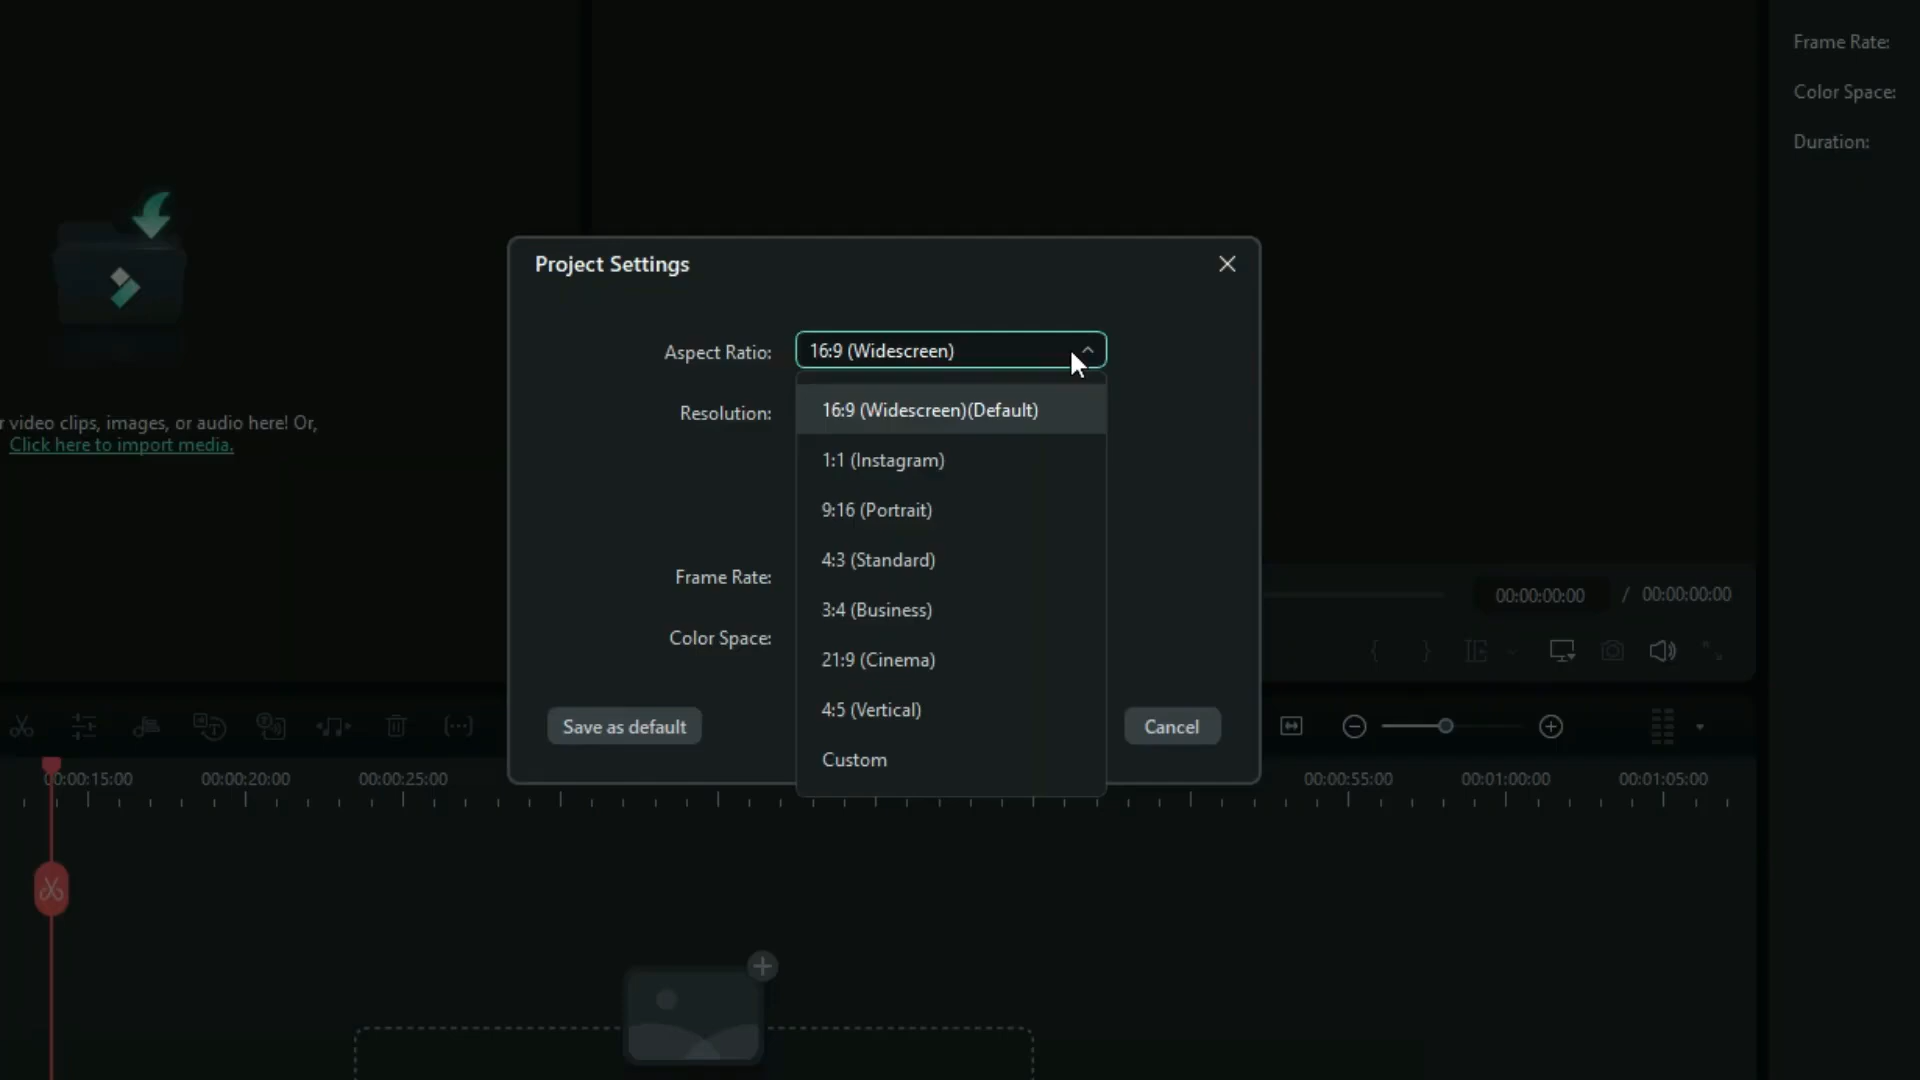 Frame Rate:
Color Space:
Duration:
Project Settings
Aspect Ratio:
16:9 (Widescreen)
16:9 (Widescreen)(Default)
1:1 (Instagram)
9:16 (Portrait)
4:3 (Standard)
3:4 (Business)
21:9 (Cinema)
4:5 (Vertical)
Custom
Resolution:
Frame Rate:
Color Space:
Save as default
Cancel
r video clips, images, or audio here! Or,
Click here to import media.
00:00:00:00 / 00:00:00:00
00:00:15:00 00:00:20:00 00:00:25:00 00:00:55:00 00:01:00:00 00:01:05:00